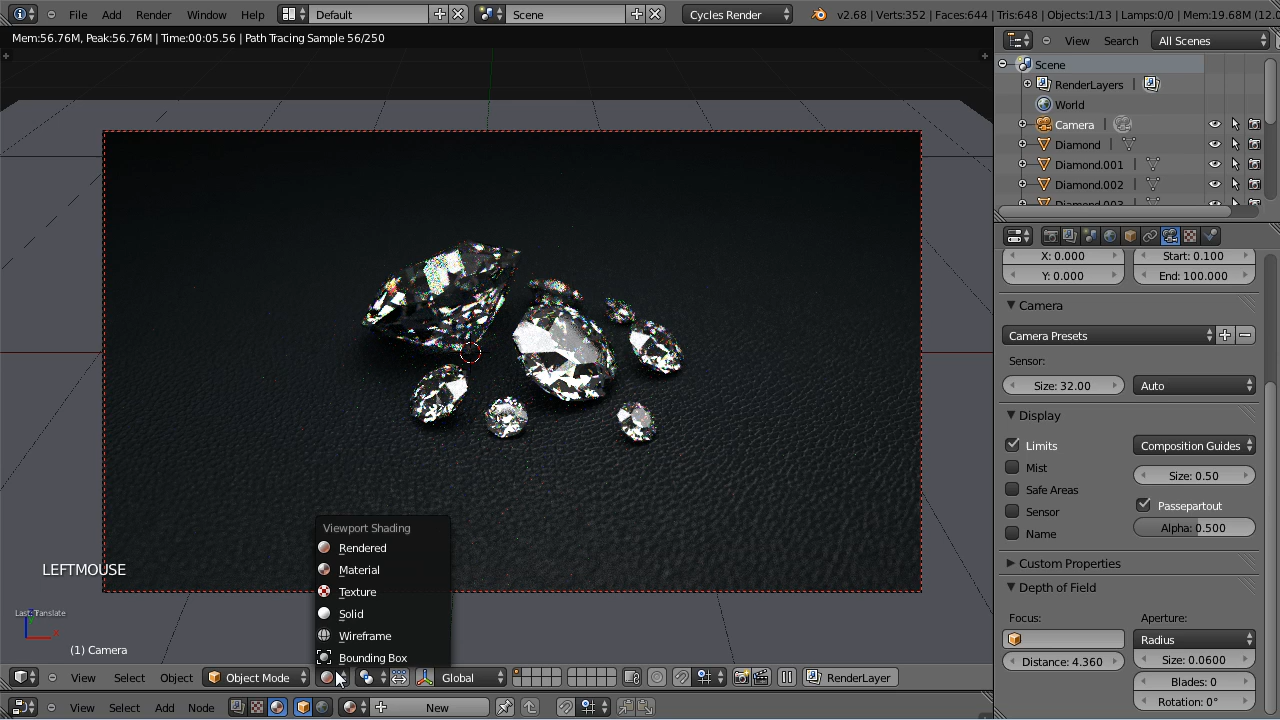 File Add Render Window Help Default Scene Cycles Render v2.68 | Verts:352 | Faces:644 | Tris:648 | Objects:1/13 | Lamps:0/0 | Mem:19.68M (12.0
Mem:56.76M, Peak:56.76M | Time:00:05.56 | Path Tracing Sample 56/250
View Search All Scenes
Scene
RenderLayers |
World
Camera |
Diamond |
Diamond.001 |
Diamond.002 |
Diamond.003 |
X: 0.000 Start: 0.100
Y: 0.000 End: 100.000
Camera
Camera Presets
Sensor:
Size: 32.00 Auto
Display
Limits Composition Guides
Mist Size: 0.50
Safe Areas
Sensor Passepartout
Name Alpha: 0.500
Custom Properties
Depth of Field
Focus: Aperture:
Radius
Distance: 4.360 Size: 0.0600
Blades: 0
Rotation: 0°
Viewport Shading
Rendered
Material
Texture
Solid
Wireframe
Bounding Box
LEFTMOUSE
(1) Camera
View Select Object Object Mode Global RenderLayer
View Select Add Node New